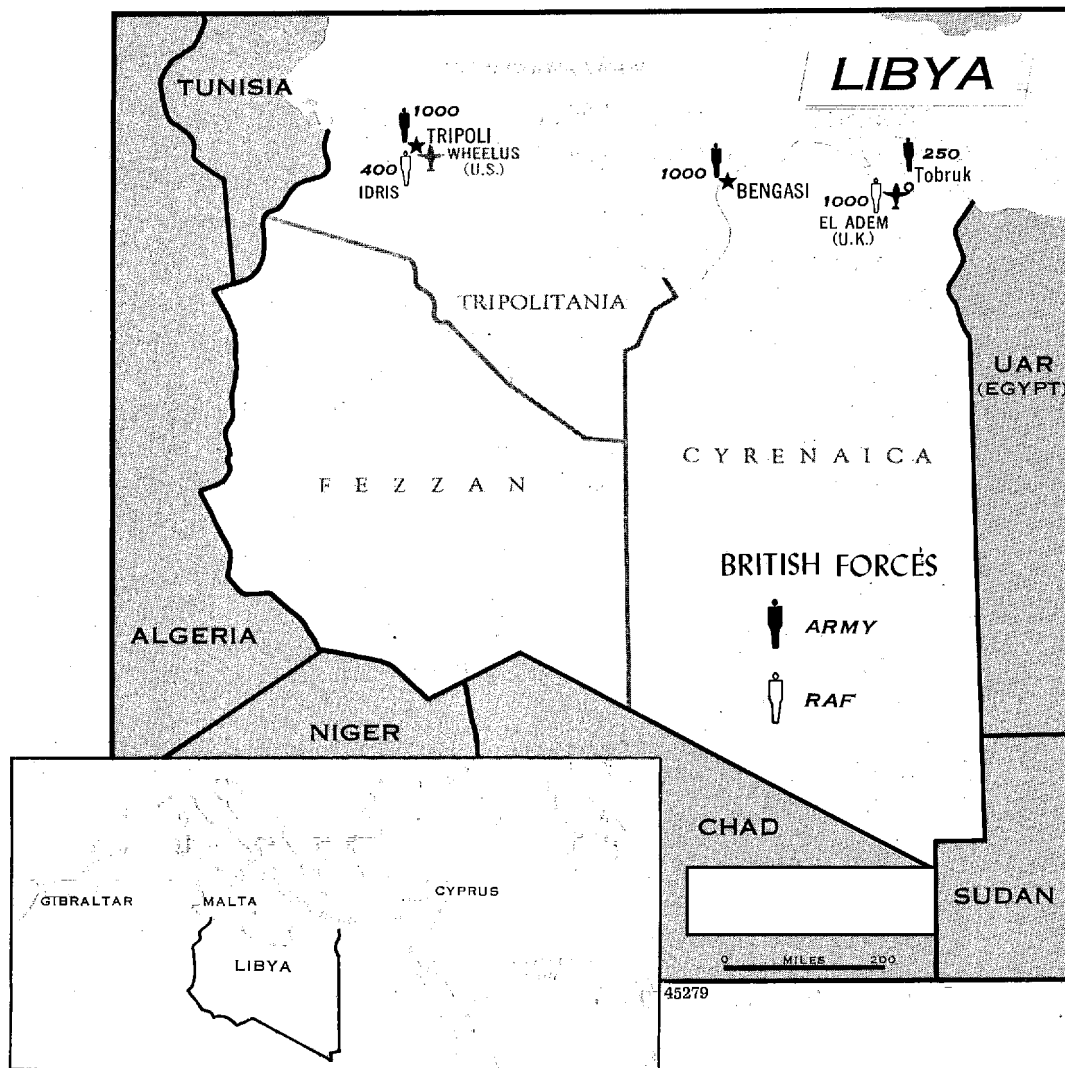 LIBYA
TUNISIA
1000
TRIPOLI
WHEELUS
(U.S.)
400
IDRIS
1000
BENGASI
250
Tobruk
1000
EL ADEM
(U.K.)
TRIPOLITANIA
UAR
(EGYPT)
CYRENAICA
FEZZAN
BRITISH FORCES
ARMY
RAF
ALGERIA
NIGER
CHAD
SUDAN
0 MILES 200
45279
GIBRALTAR
MALTA
CYPRUS
LIBYA